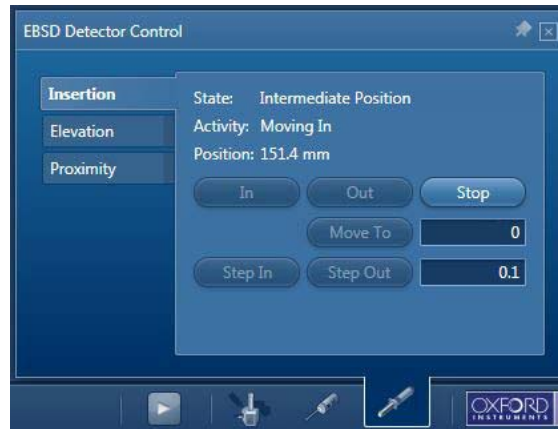 EBSD Detector Control
Insertion
Elevation
Proximity
State: Intermediate Position
Activity: Moving In
Position: 151.4 mm
In Out Stop
Move To 0
Step In Step Out 0.1
OXFORD
INSTRUMENTS